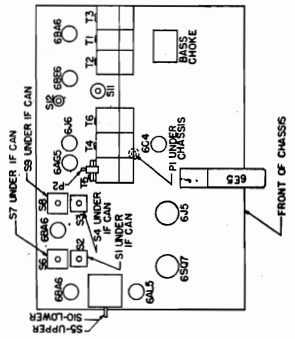 S7 UNDER IF CAN
S9 UNDER IF CAN
6BA6
6BE6
S12
S11
T3
T1
T2
BASS
CHOKE
6J6
6AG5
P2
T5
T6
T4
6C4
P1 UNDER
CHASSIS
S8
S3
S4 UNDER
IF CAN
6BA6
S6
S2
S1 UNDER
IF CAN
6BA6
S5-UPPER
S10-LOWER
6AL5
6SQ7
6J5
6E5
FRONT OF CHASSIS